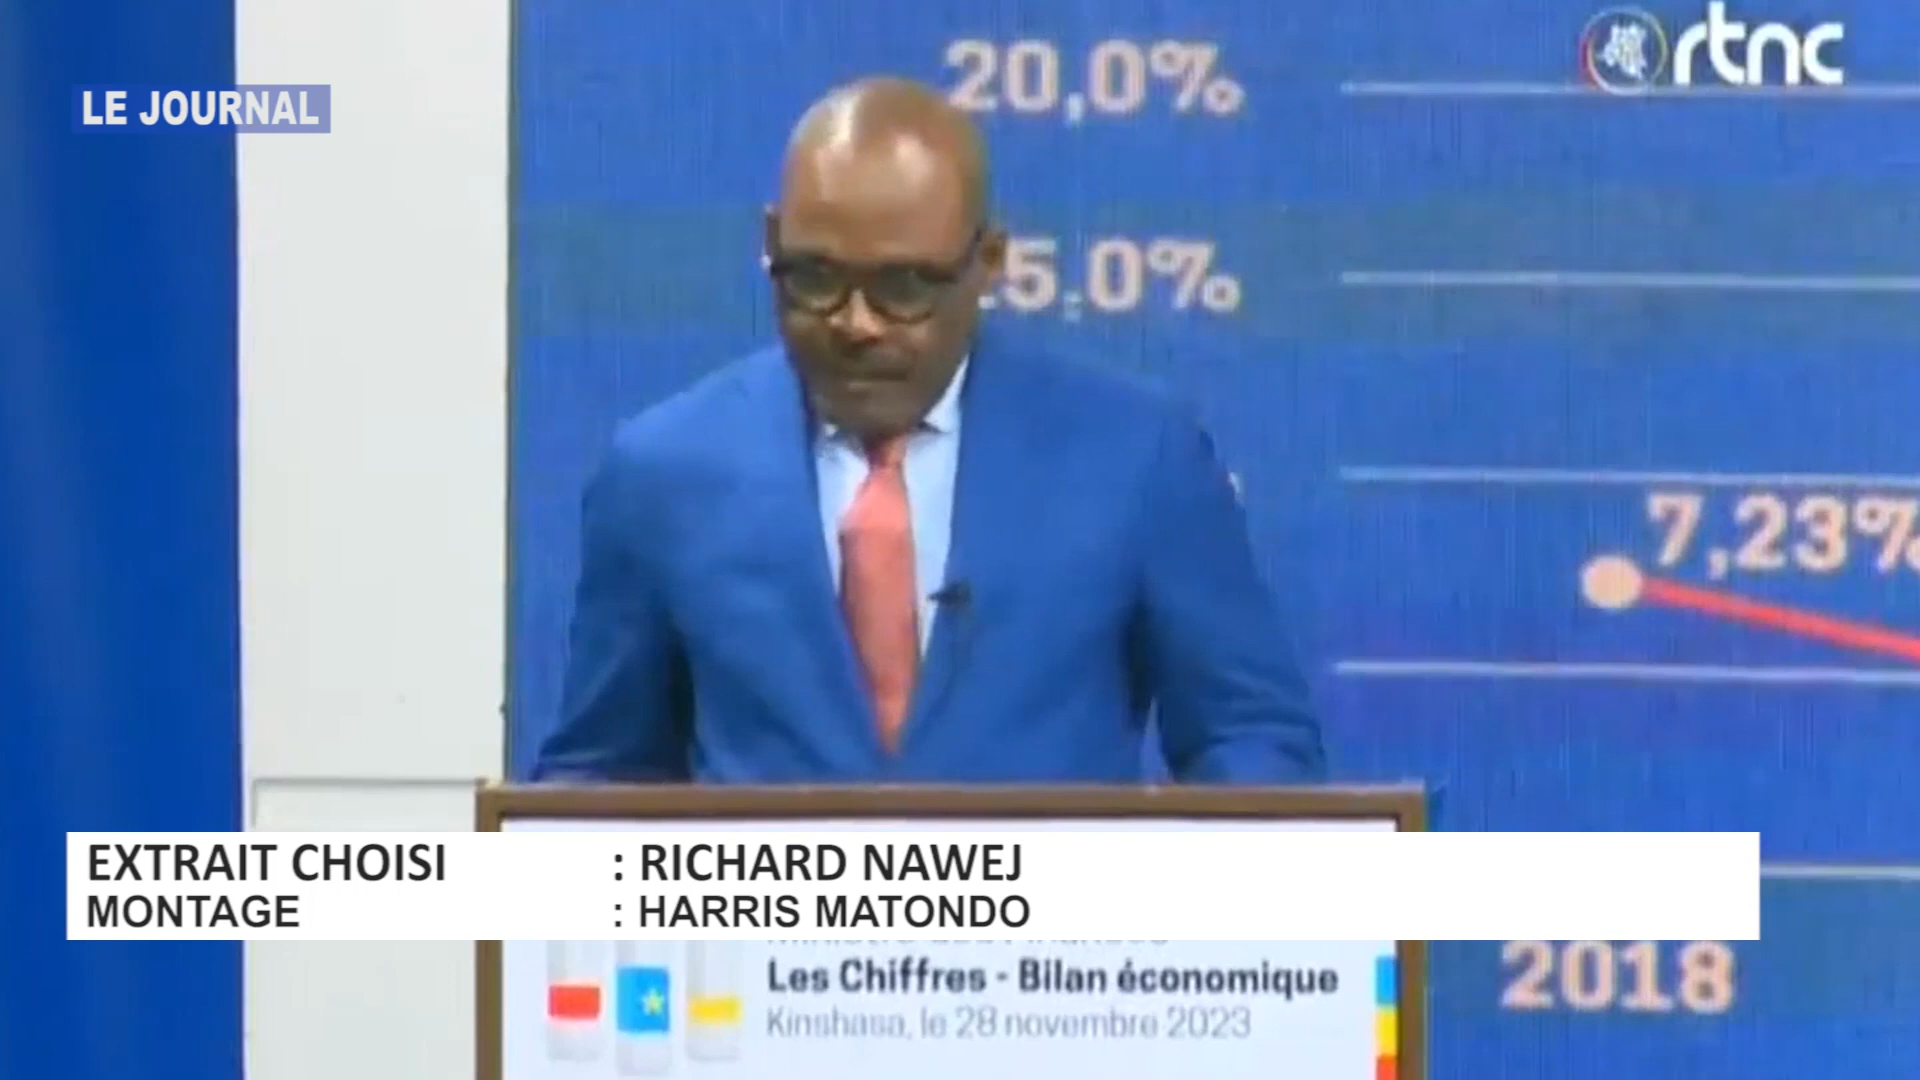 20,0%
rtnc
LE JOURNAL
5.0%
7,23%
EXTRAIT CHOISI : RICHARD NAWEJ
MONTAGE : HARRIS MATONDO
Les Chiffres - Bilan économique
2018
Kinshasa, le 28 novembre 2023